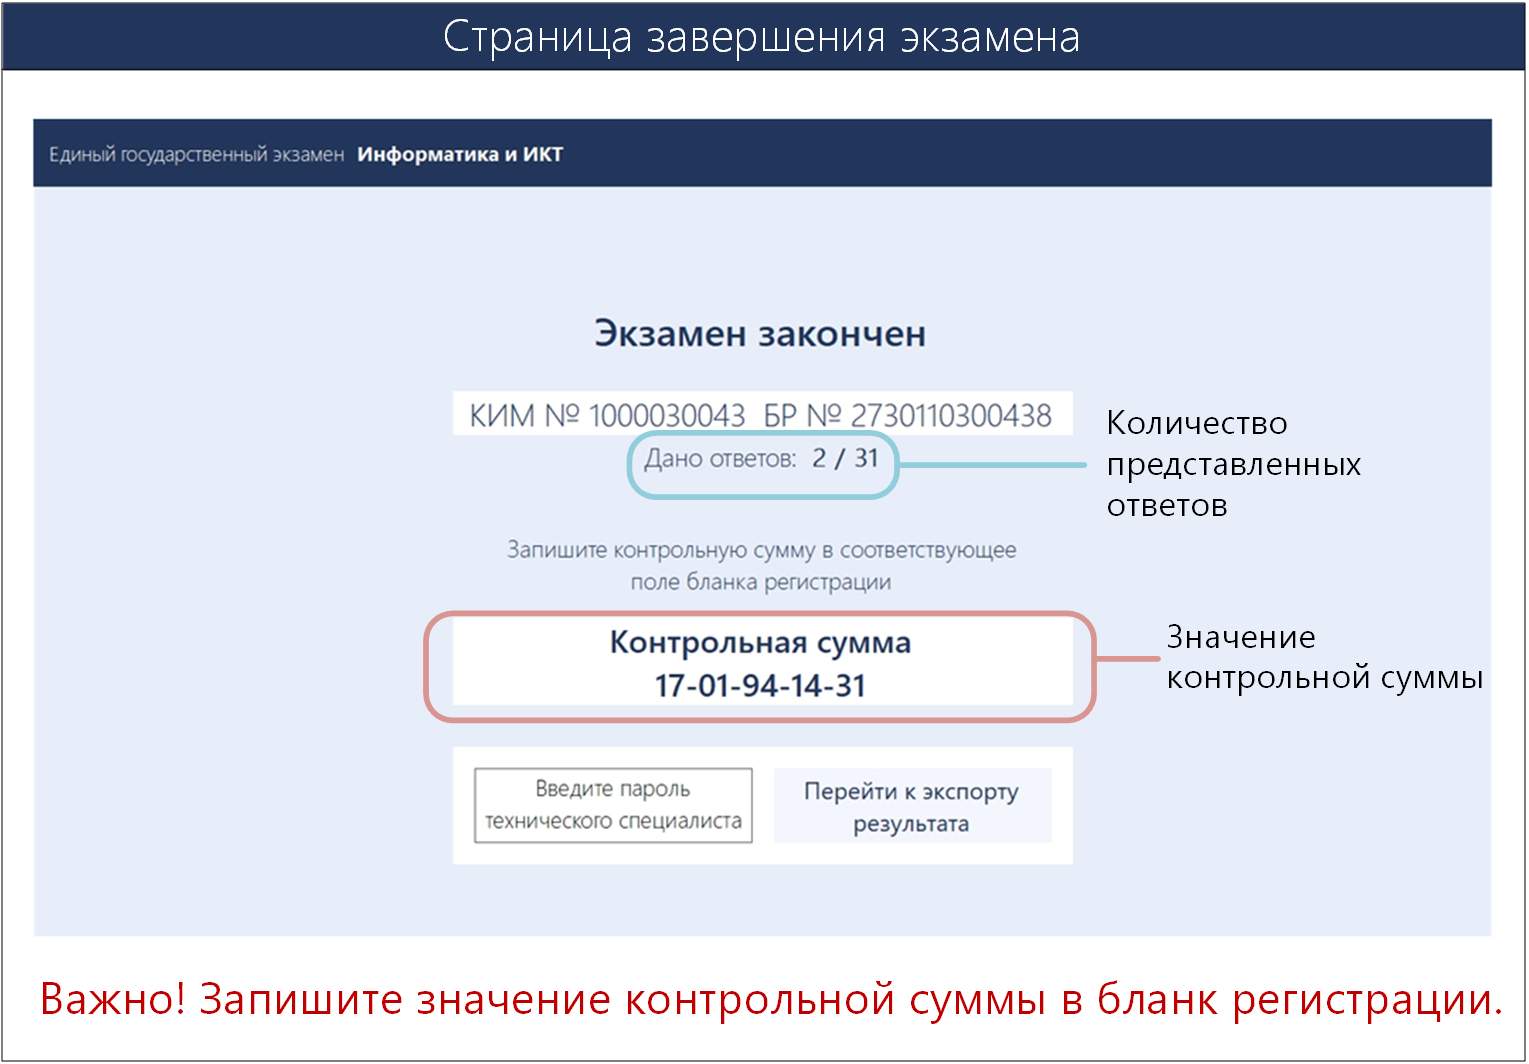 Страница завершения экзамена
Единый государственный экзамен Информатика и ИКТ
Экзамен закончен
КИМ № 1000030043 БР № 2730110300438
Дано ответов: 2 / 31
Количество
представленных
ответов
Запишите контрольную сумму в соответствующее
поле бланка регистрации
Контрольная сумма
17-01-94-14-31
Значение
контрольной суммы
Введите пароль
технического специалиста
Перейти к экспорту
результата
Важно! Запишите значение контрольной суммы в бланк регистрации.